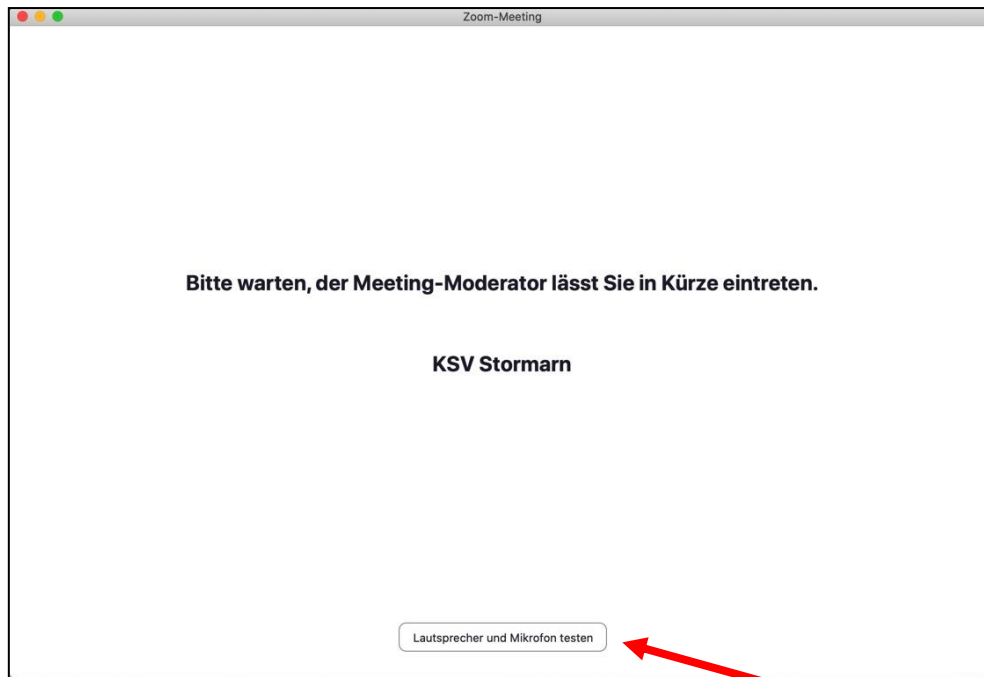 Zoom-Meeting
Bitte warten, der Meeting-Moderator lässt Sie in Kürze eintreten.
KSV Stormarn
Lautsprecher und Mikrofon testen